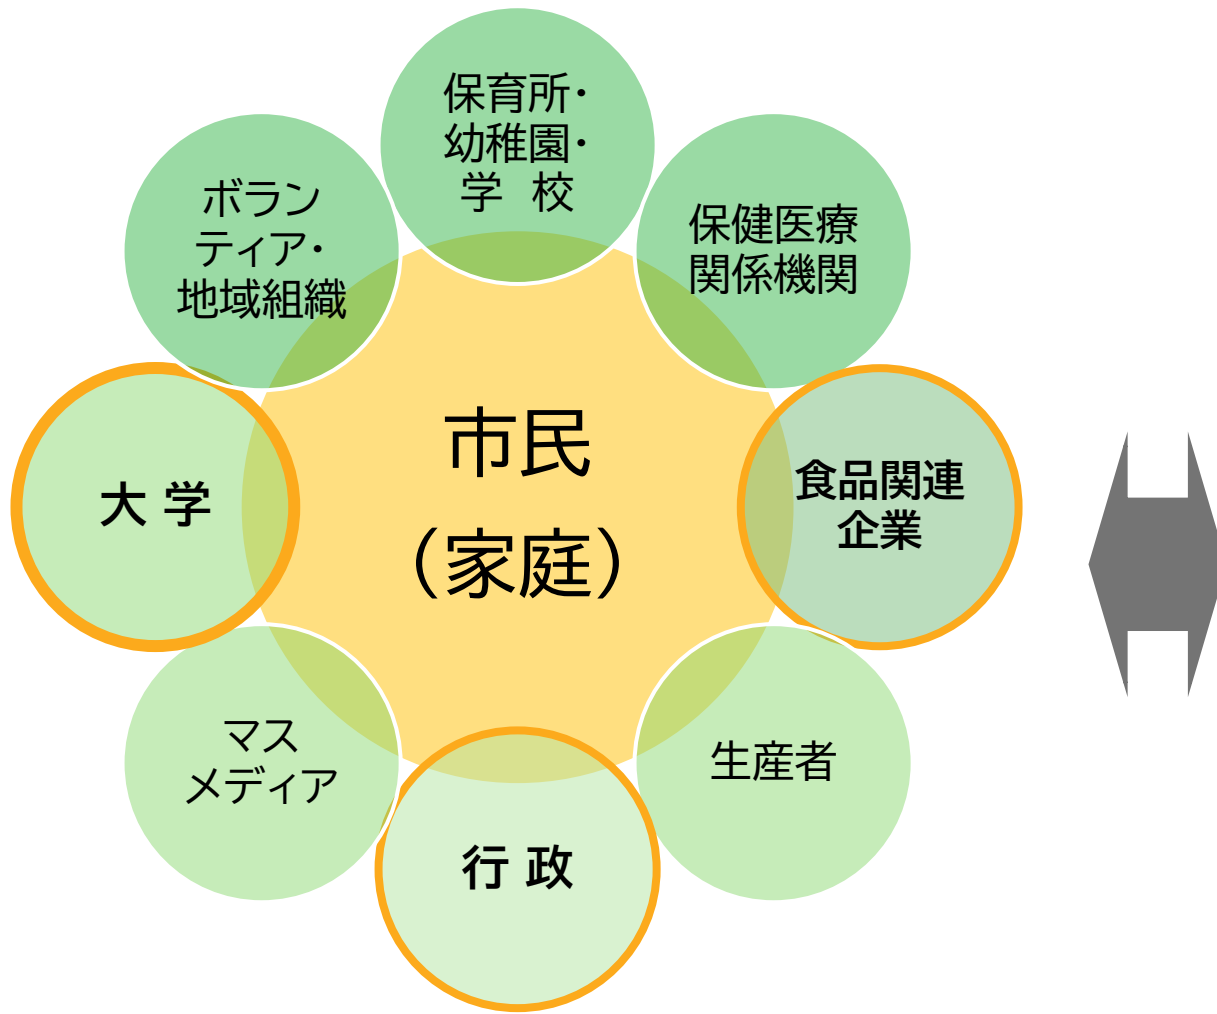 保育所・
幼稚園・
学 校
ボラン
ティア・
地域組織
保健医療
関係機関
市民
（家庭）
大 学
食品関連
企業
マス
メディア
生産者
行 政